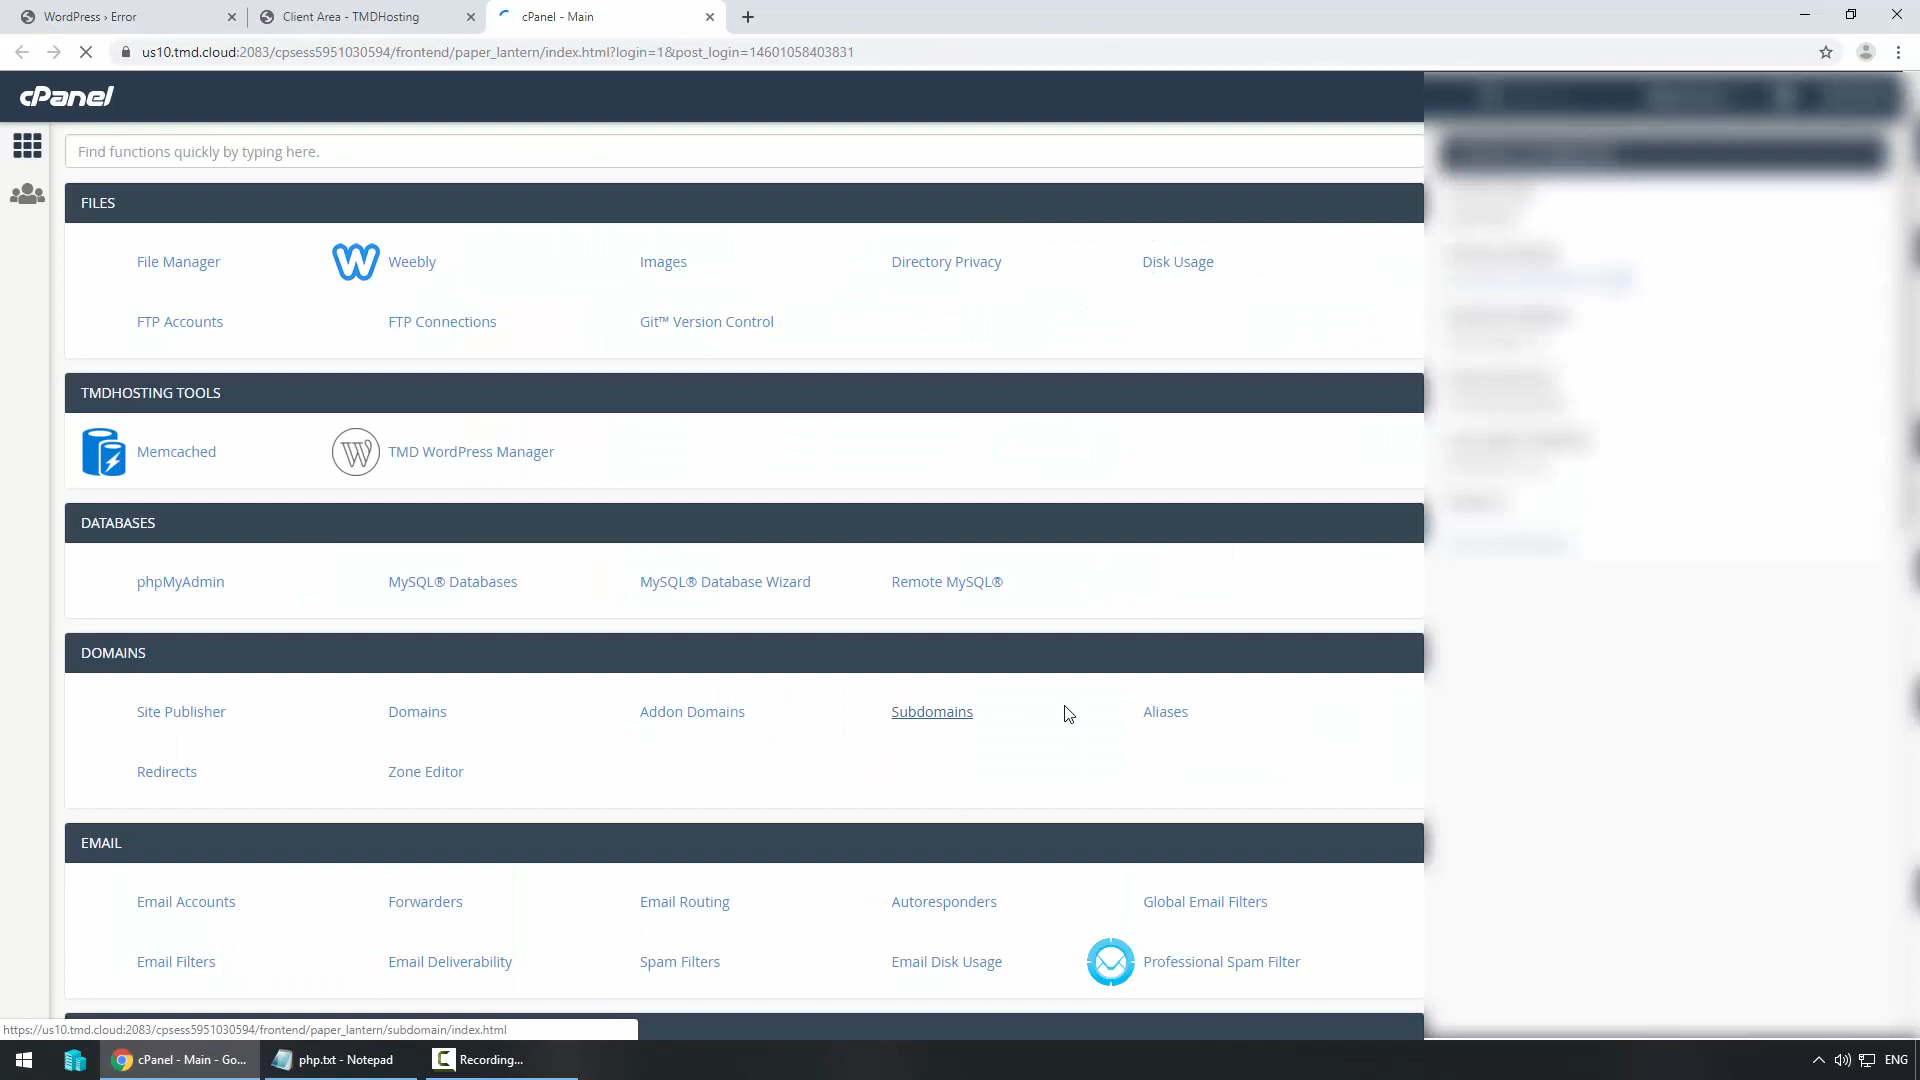 WordPress › Error
Client Area - TMDHosting
cPanel - Main
us10.tmd.cloud:2083/cpsess5951030594/frontend/paper_lantern/index.html?login=1&post_login=14601058403831
cPanel
Find functions quickly by typing here.
FILES
File Manager
Weebly
Images
Directory Privacy
Disk Usage
FTP Accounts
FTP Connections
Git™ Version Control
TMDHOSTING TOOLS
Memcached
TMD WordPress Manager
DATABASES
phpMyAdmin
MySQL® Databases
MySQL® Database Wizard
Remote MySQL®
DOMAINS
Site Publisher
Domains
Addon Domains
Subdomains
Aliases
Redirects
Zone Editor
EMAIL
Email Accounts
Forwarders
Email Routing
Autoresponders
Global Email Filters
Email Filters
Email Deliverability
Spam Filters
Email Disk Usage
Professional Spam Filter
https://us10.tmd.cloud:2083/cpsess5951030594/frontend/paper_lantern/subdomain/index.html
cPanel - Main - Go...
php.txt - Notepad
Recording...
ENG